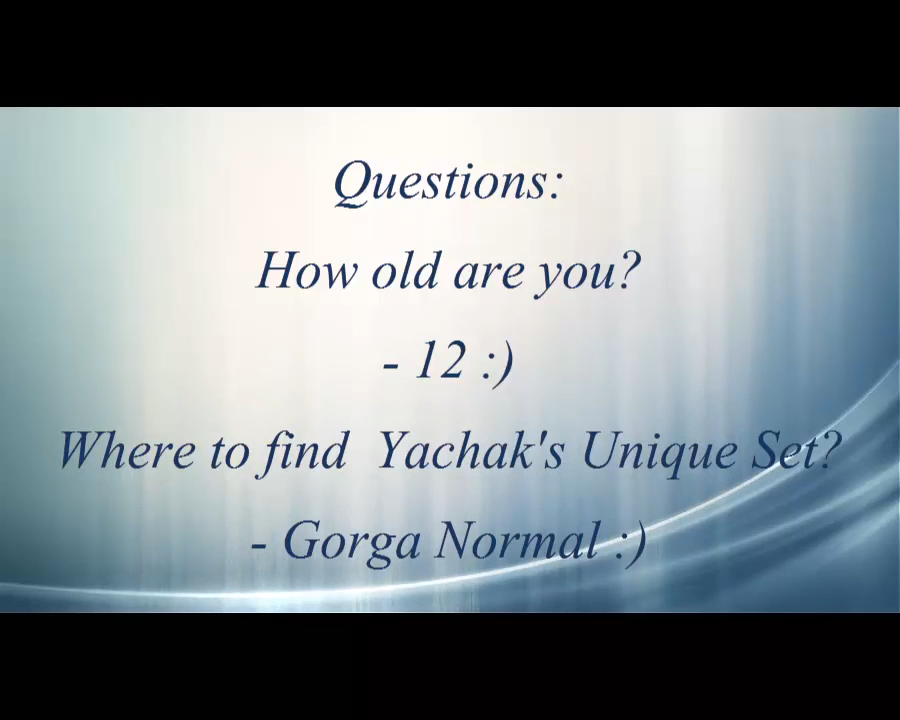 Questions:
How old are you?
- 12 :)
Where to find  Yachak's Unique Set?
- Gorga Normal :)